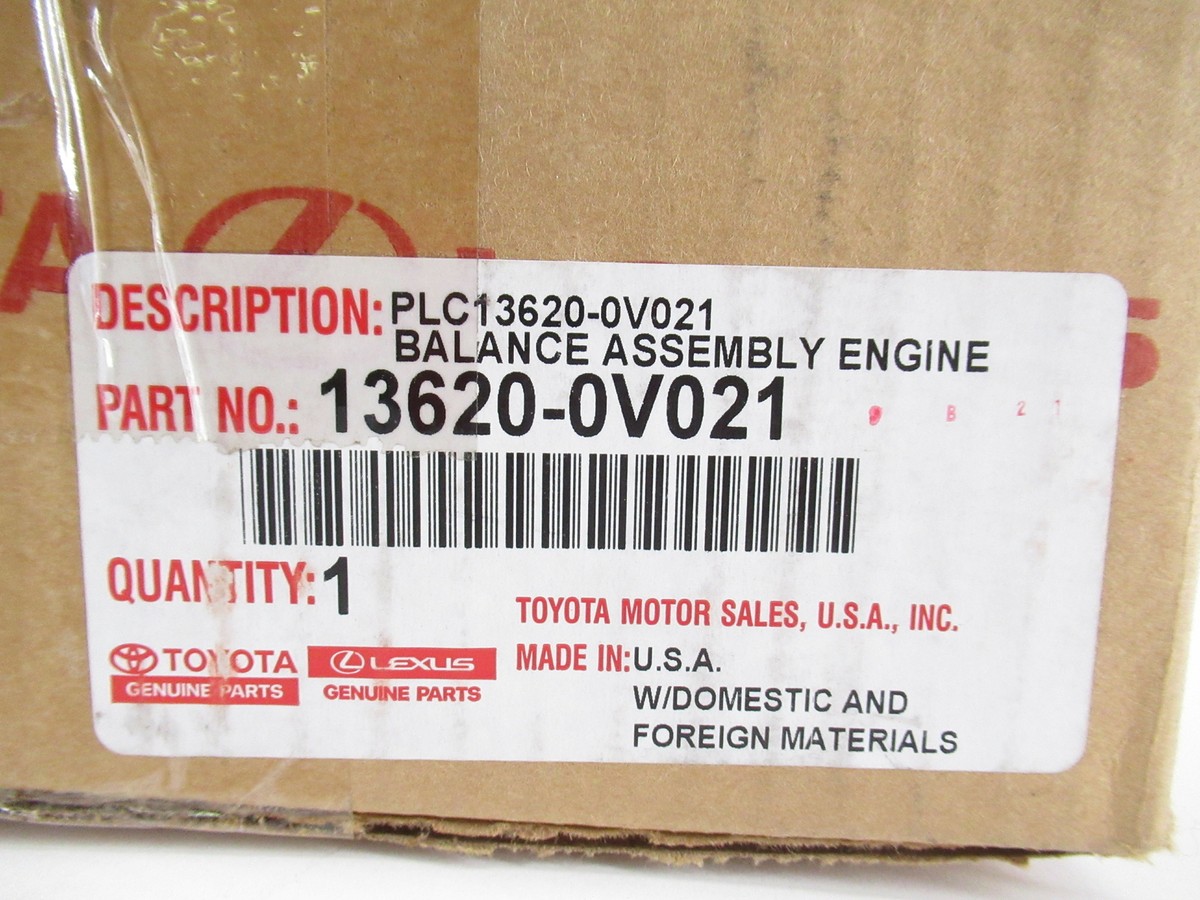 DESCRIPTION: PLC13620-0V021
BALANCE ASSEMBLY ENGINE
PART NO.: 13620-0V021
B 21
QUANTITY: 1
TOYOTA MOTOR SALES, U.S.A., INC.
TOYOTA
GENUINE PARTS
LEXUS
GENUINE PARTS
MADE IN: U.S.A.
W/DOMESTIC AND
FOREIGN MATERIALS